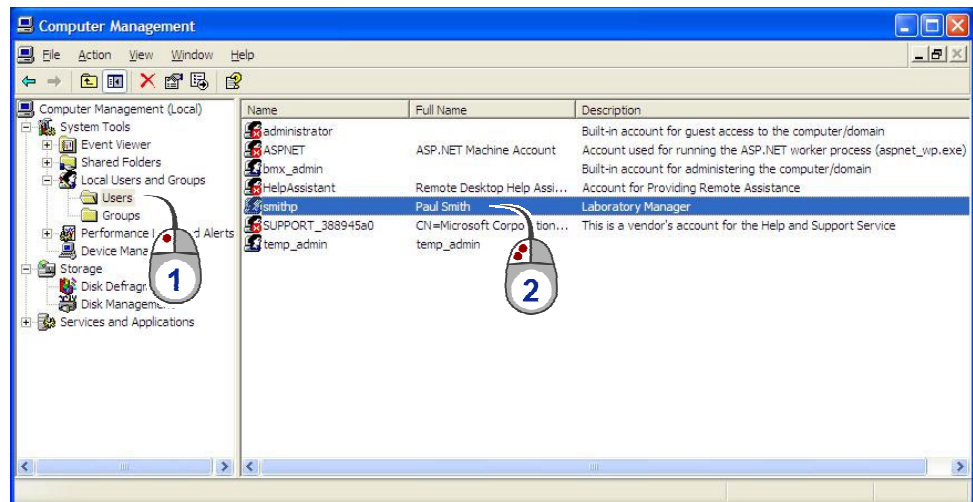 Computer Management
File Action View Window Help
Computer Management (Local)
System Tools
Event Viewer
Shared Folders
Local Users and Groups
Users
Groups
Performance Alerts
Device
Storage
Disk
Disk
Services and Applications
Name Full Name Description
administrator Built-in account for guest access to the computer/domain
ASPNET ASP.NET Machine Account Account used for running the ASP.NET worker process (aspnet_wp.exe)
bmx_admin Built-in account for administering the computer/domain
HelpAssistant Remote Desktop Help Assi... Account for Providing Remote Assistance
smithp Paul Smith Laboratory Manager
SUPPORT_388945a0 CN=Microsoft This is a vendor's account for the Help and Support Service
temp_admin temp_admin
1
2